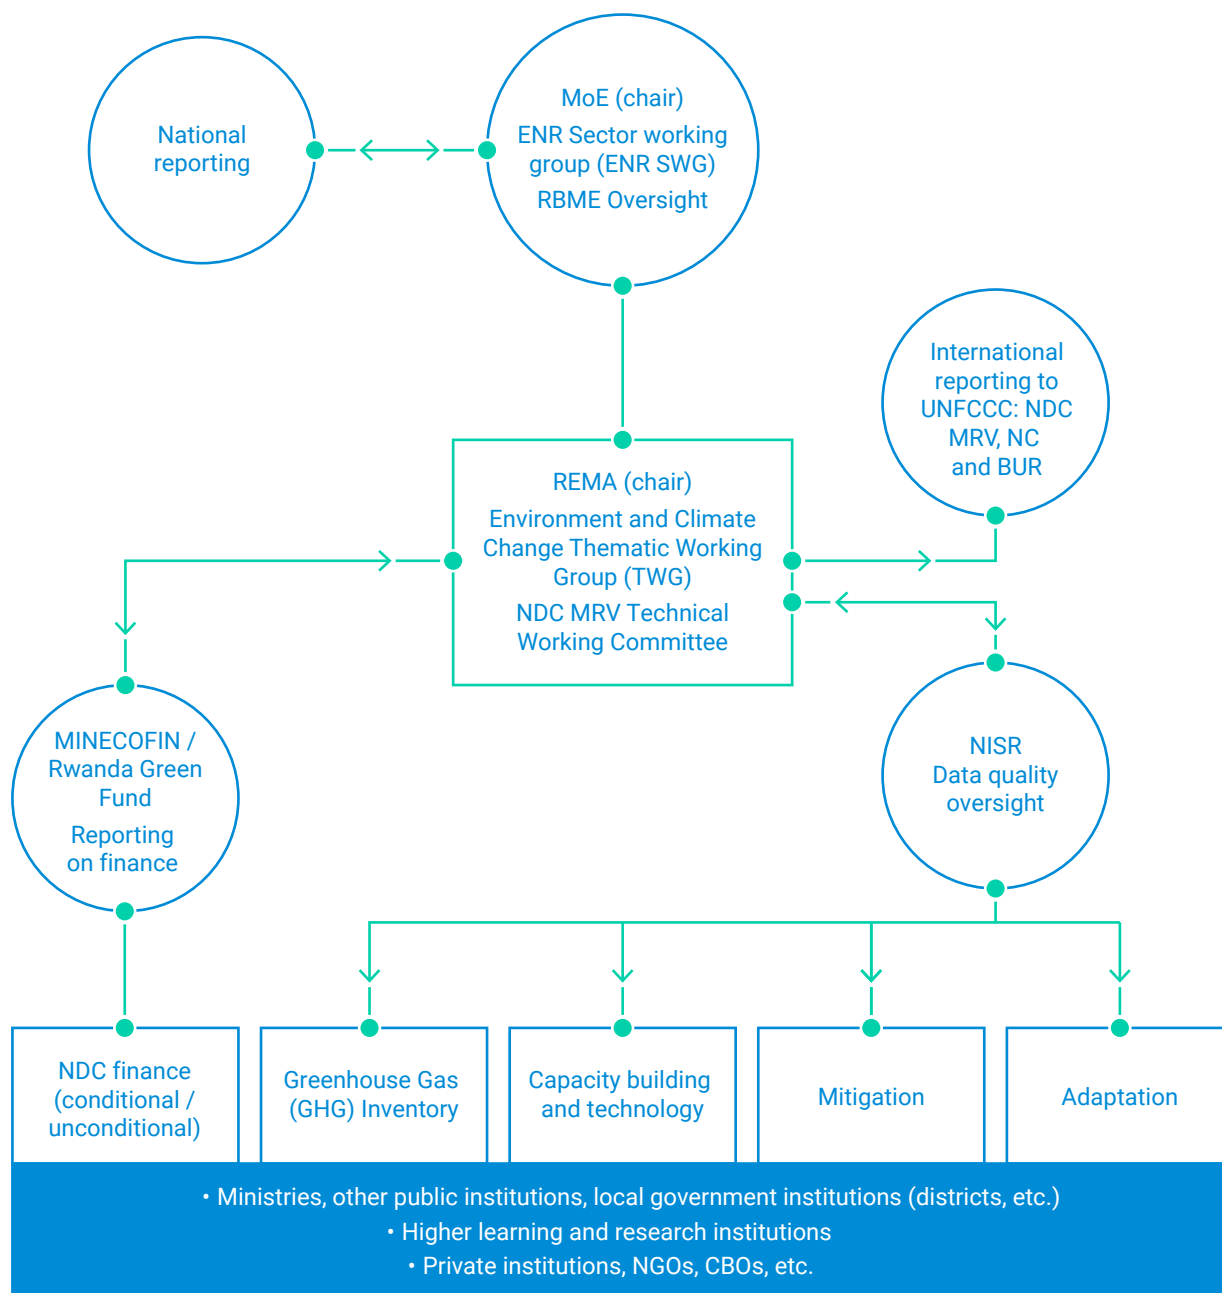 National
reporting
MoE (chair)
ENR Sector working
group (ENR SWG)
RBME Oversight
International
reporting to
UNFCCC: NDC
MRV, NC
and BUR
REMA (chair)
Environment and Climate
Change Thematic Working
Group (TWG)
NDC MRV Technical
Working Committee
MINECOFIN /
Rwanda Green
Fund
Reporting
on finance
NISR
Data quality
oversight
NDC finance
(conditional /
unconditional)
Greenhouse Gas
(GHG) Inventory
Capacity building
and technology
Mitigation
Adaptation
• Ministries, other public institutions, local government institutions (districts, etc.)
• Higher learning and research institutions
• Private institutions, NGOs, CBOs, etc.